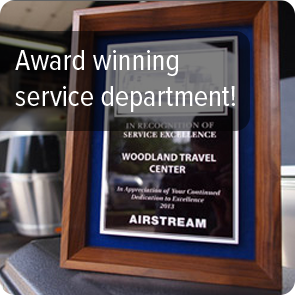 Award winning
service department!
IN RECOGNITION OF
SERVICE EXCELLENCE
WOODLAND TRAVEL
CENTER
In Appreciation of Your Continued
Dedication to Excellence
2013
AIRSTREAM